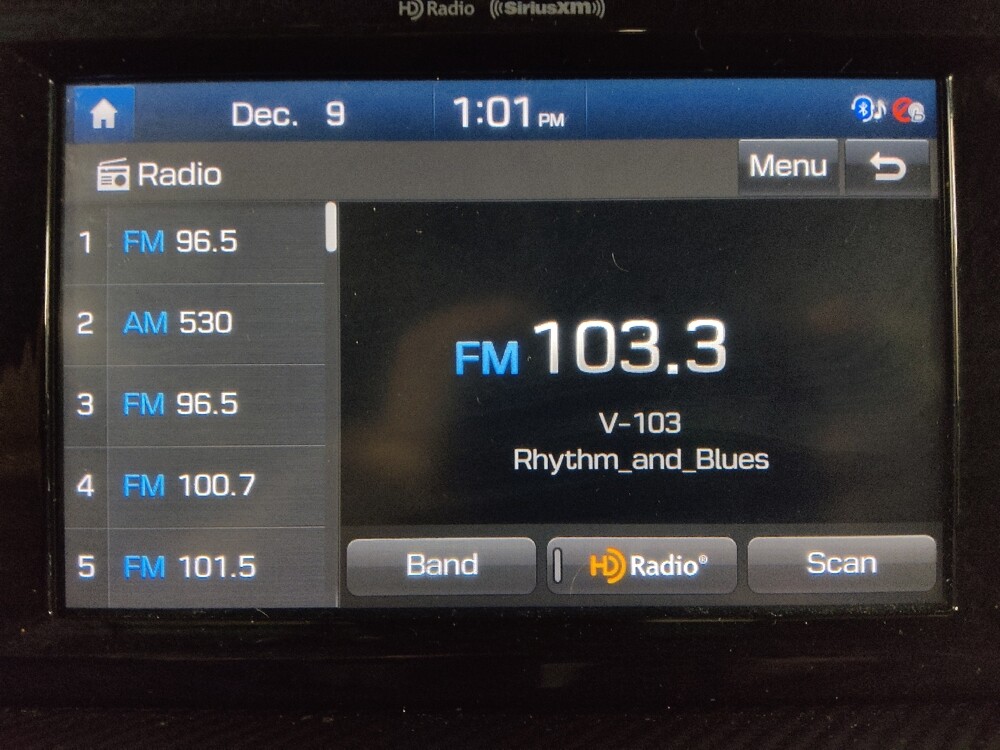 HD Radio ((SiriusXM))
Dec. 9 1:01 PM
Radio Menu
1 FM 96.5
2 AM 530
3 FM 96.5
4 FM 100.7
5 FM 101.5
FM 103.3
V-103
Rhythm_and_Blues
Band HD Radio® Scan